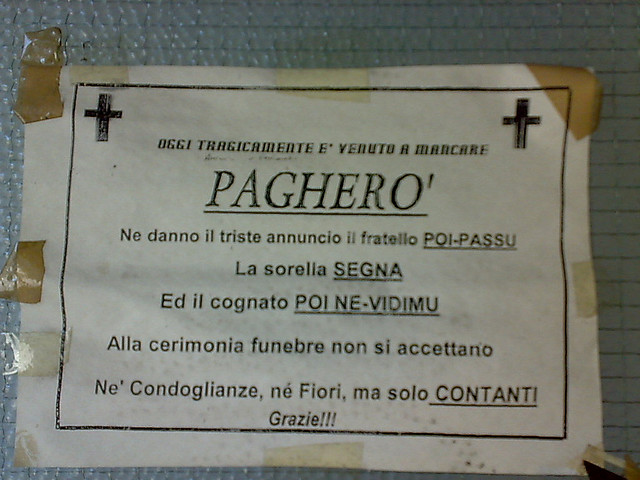 OGGI TRAGICAMENTE E' VENUTO A MANCARE
PAGHERO'
Ne danno il triste annuncio il fratello POI-PASSU
La sorella SEGNA
Ed il cognato POI NE-VIDIMU
Alla cerimonia funebre non si accettano
Ne' Condoglianze, né Fiori, ma solo CONTANTI
Grazie!!!